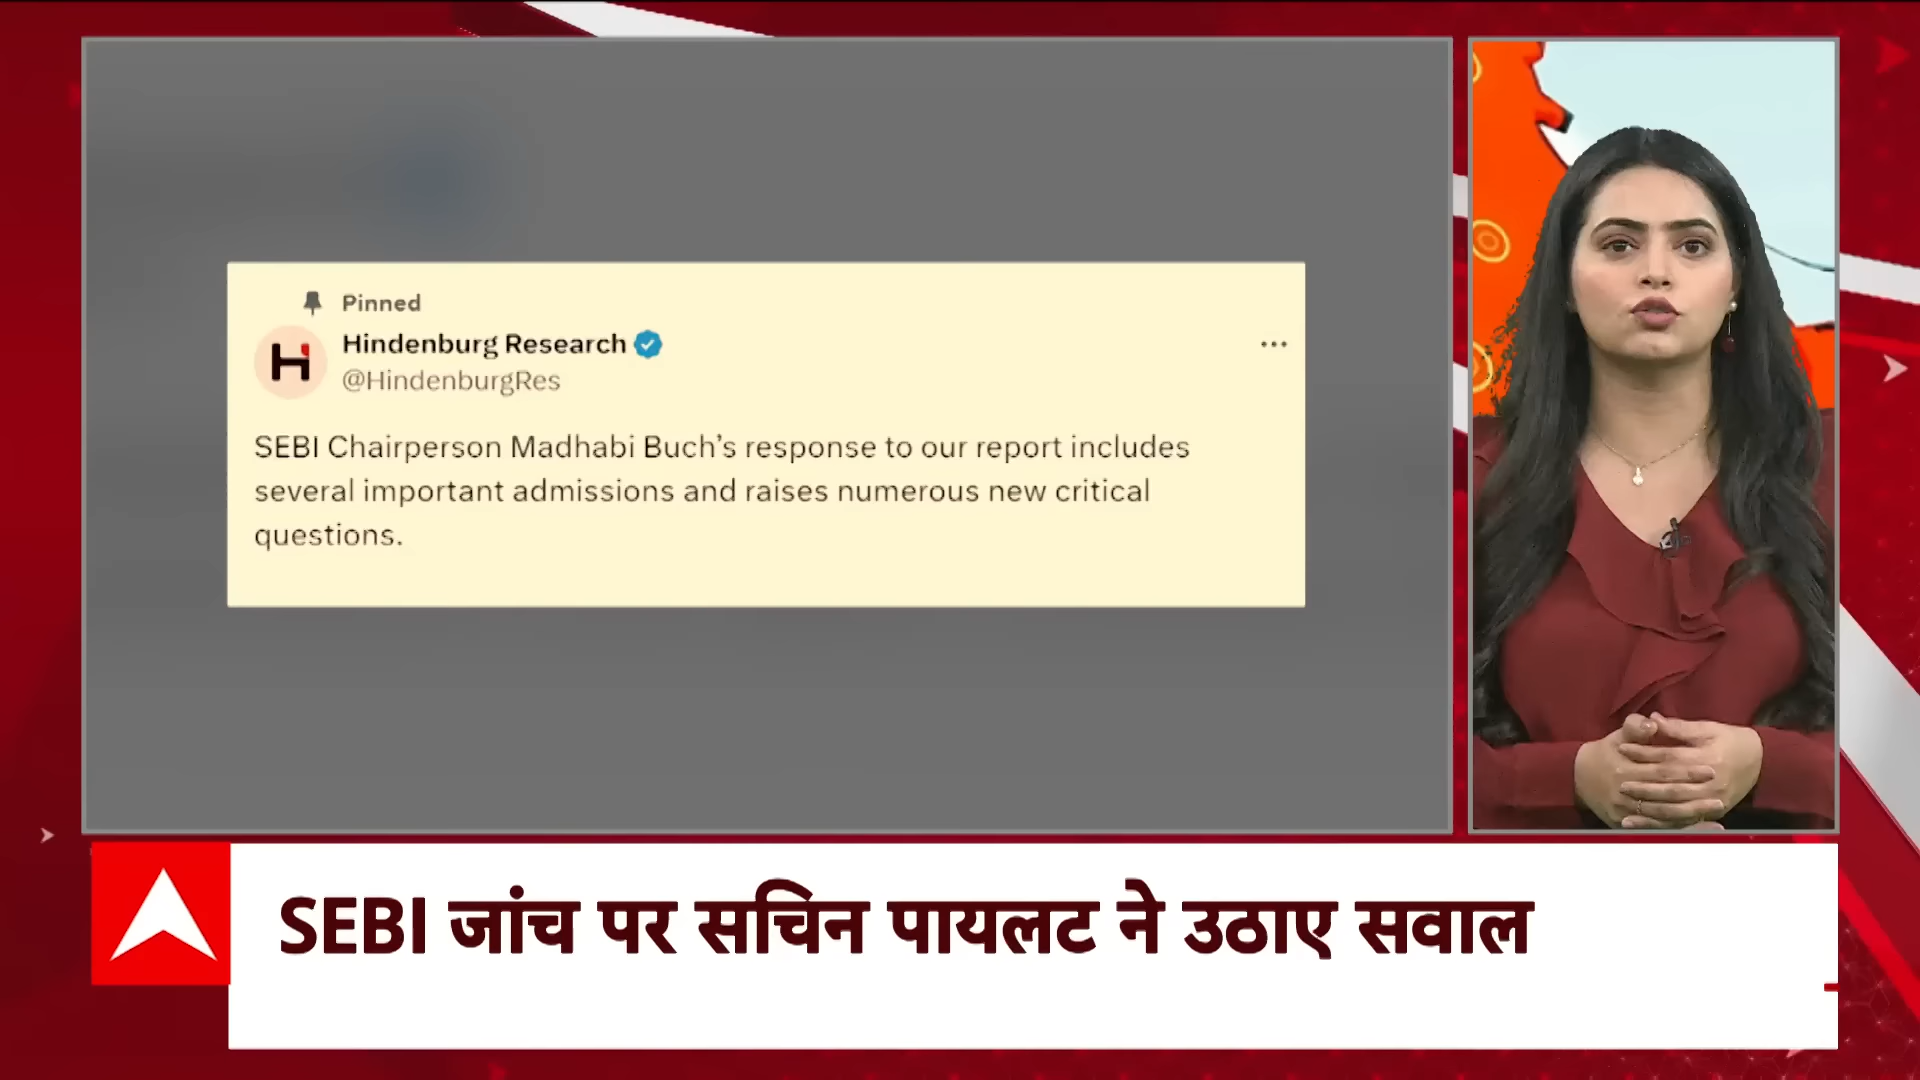 Pinned
Hindenburg Research
@HindenburgRes
SEBI Chairperson Madhabi Buch’s response to our report includes
several important admissions and raises numerous new critical
questions.
SEBI जांच पर सचिन पायलट ने उठाए सवाल